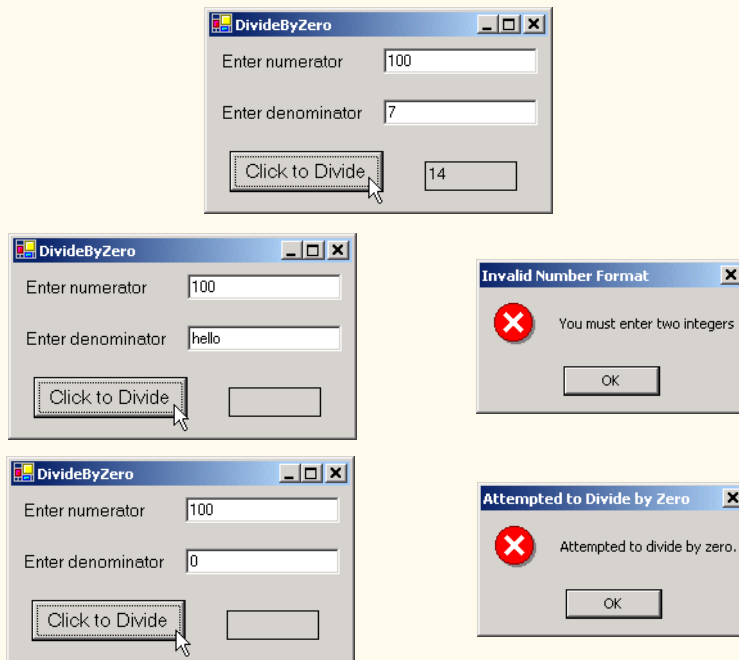 DivideByZero
Enter numerator 100
Enter denominator 7
Click to Divide 14
DivideByZero
Enter numerator 100
Enter denominator hello
Click to Divide
Invalid Number Format
You must enter two integers
OK
DivideByZero
Enter numerator 100
Enter denominator 0
Click to Divide
Attempted to Divide by Zero
Attempted to divide by zero.
OK